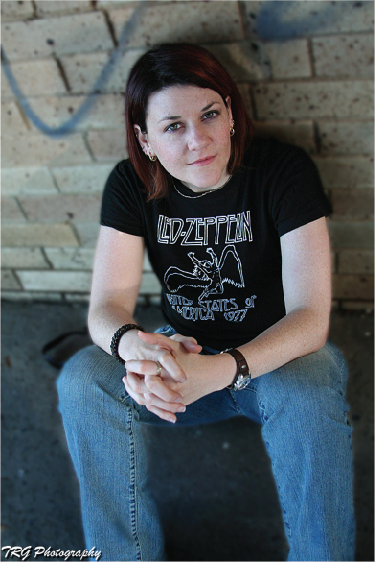 LED-ZEPPELIN
UNITED STATES OF
AMERICA 1977
TRG Photography